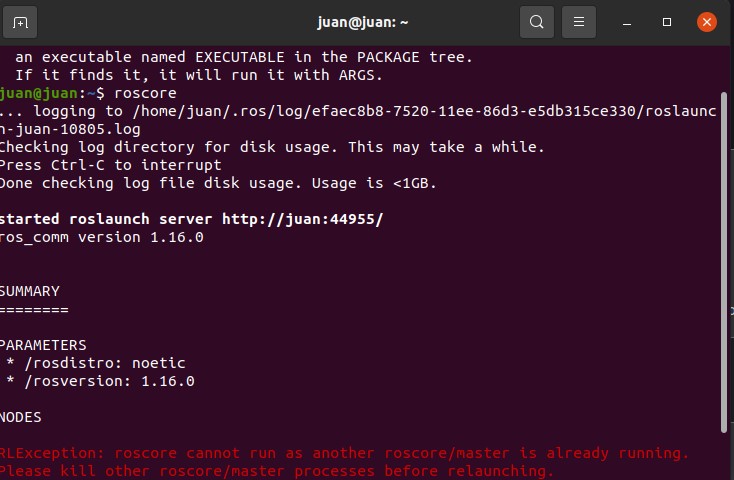 juan@juan: ~
an executable named EXECUTABLE in the PACKAGE tree.
If it finds it, it will run it with ARGS.
juan@juan:~$ roscore
... logging to /home/juan/.ros/log/efaec8b8-7520-11ee-86d3-e5db315ce330/roslaunc
h-juan-10805.log
Checking log directory for disk usage. This may take a while.
Press Ctrl-C to interrupt
Done checking log file disk usage. Usage is <1GB.
started roslaunch server http://juan:44955/
ros_comm version 1.16.0
SUMMARY
========
PARAMETERS
* /rosdistro: noetic
* /rosversion: 1.16.0
NODES
RLException: roscore cannot run as another roscore/master is already running.
Please kill other roscore/master processes before relaunching.